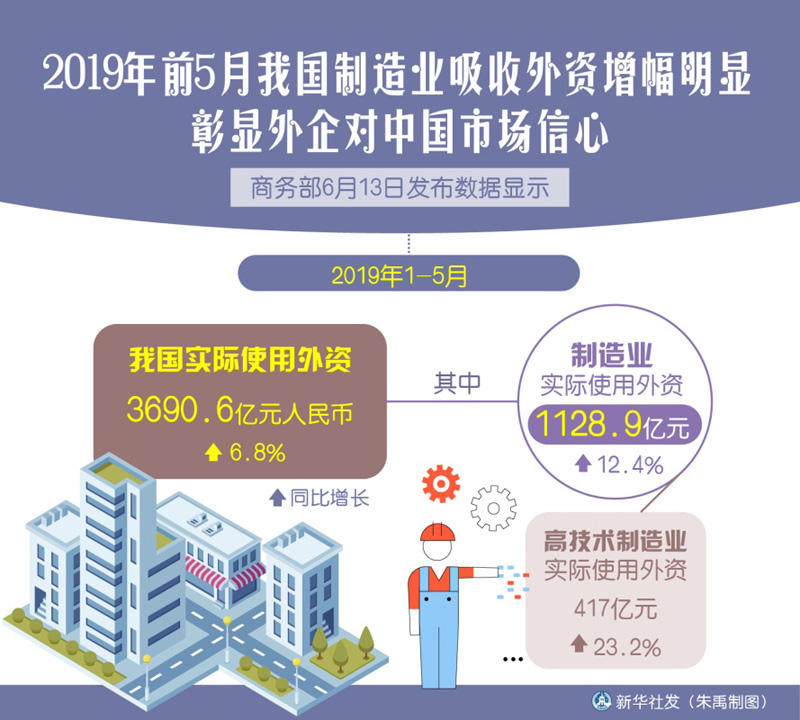 2019年前5月我国制造业吸收外资增幅明显
彰显外企对中国市场信心
商务部6月13日发布数据显示
2019年1-5月
我国实际使用外资
3690.6亿元人民币
6.8%
同比增长
其中
制造业
实际使用外资
1128.9亿元
12.4%
高技术制造业
实际使用外资
417亿元
23.2%
...
新华社发（朱禹制图）